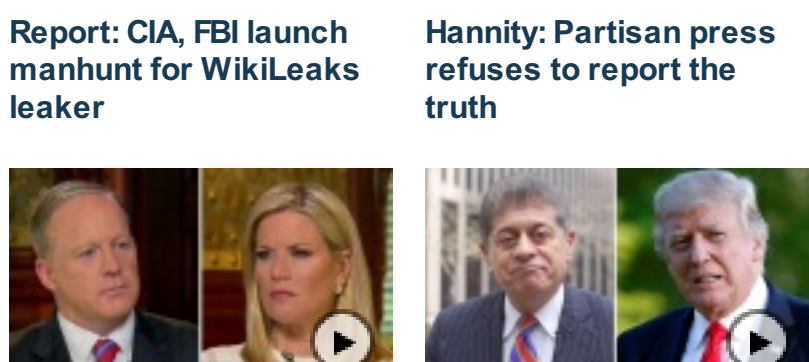 Report: CIA, FBI launch
manhunt for WikiLeaks
leaker
Hannity: Partisan press
refuses to report the
truth